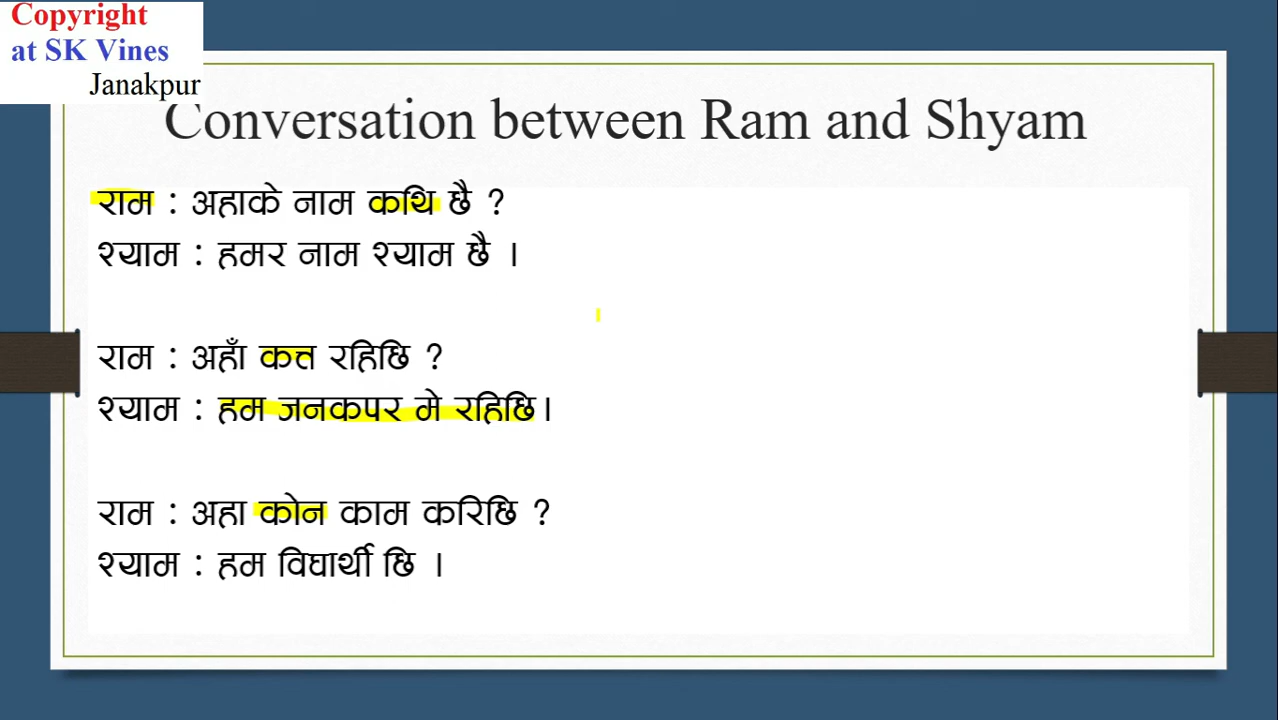 Copyright
at SK Vines
Janakpur
Conversation between Ram and Shyam
राम : अहाके नाम कथि छै ?
श्याम : हमर नाम श्याम छै ।
राम : अहाँ कत्त रहिछि ?
श्याम : हम जनकपर मे रहिछि।
राम : अहा कोन काम करिछि ?
श्याम : हम विघार्थी छि ।